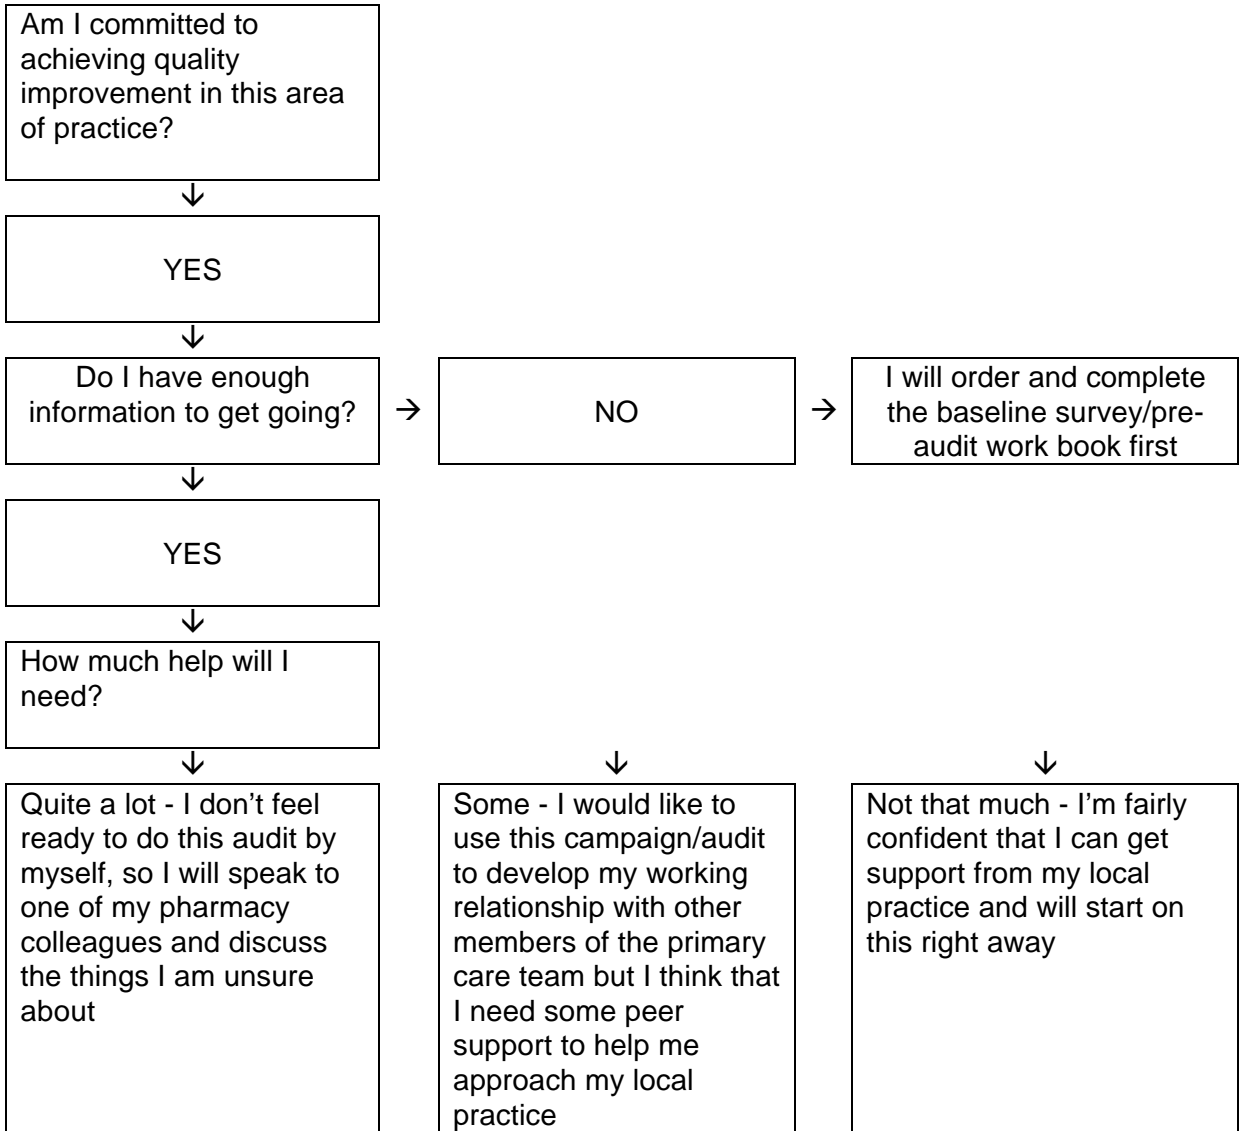 Am I committed to
achieving quality
improvement in this area
of practice?
↓
YES
↓
Do I have enough
information to get going?
→
NO
→
I will order and complete
the baseline survey/pre-
audit work book first
↓
YES
↓
How much help will I
need?
↓
↓
↓
Quite a lot - I don’t feel
ready to do this audit by
myself, so I will speak to
one of my pharmacy
colleagues and discuss
the things I am unsure
about
Some - I would like to
use this campaign/audit
to develop my working
relationship with other
members of the primary
care team but I think that
I need some peer
support to help me
approach my local
practice
Not that much - I’m fairly
confident that I can get
support from my local
practice and will start on
this right away